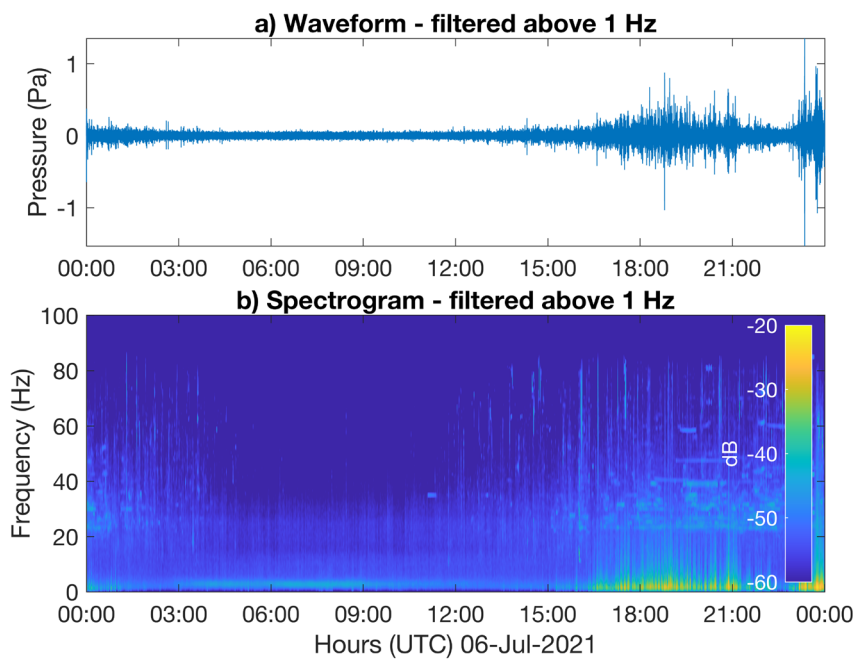 a) Waveform - filtered above 1 Hz
Pressure (Pa)
1
0
-1
00:00 03:00 06:00 09:00 12:00 15:00 18:00 21:00 00:00
b) Spectrogram - filtered above 1 Hz
Frequency (Hz)
100
80
60
40
20
0
dB
-20
-30
-40
-50
-60
00:00 03:00 06:00 09:00 12:00 15:00 18:00 21:00 00:00
Hours (UTC) 06-Jul-2021